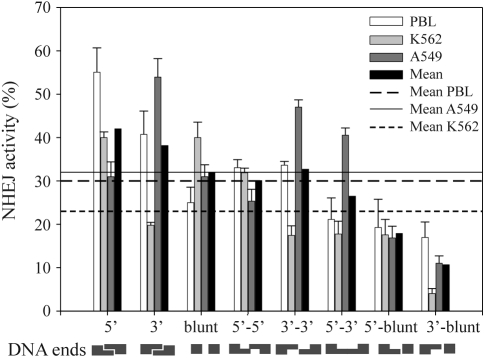 70
60
50
40
30
20
10
0
NHEJ activity (%)
PBL
K562
A549
Mean
Mean PBL
Mean A549
Mean K562
5’ 3’ blunt 5’-5’ 3’-3’ 5’-3’ 5’-blunt 3’-blunt
DNA ends